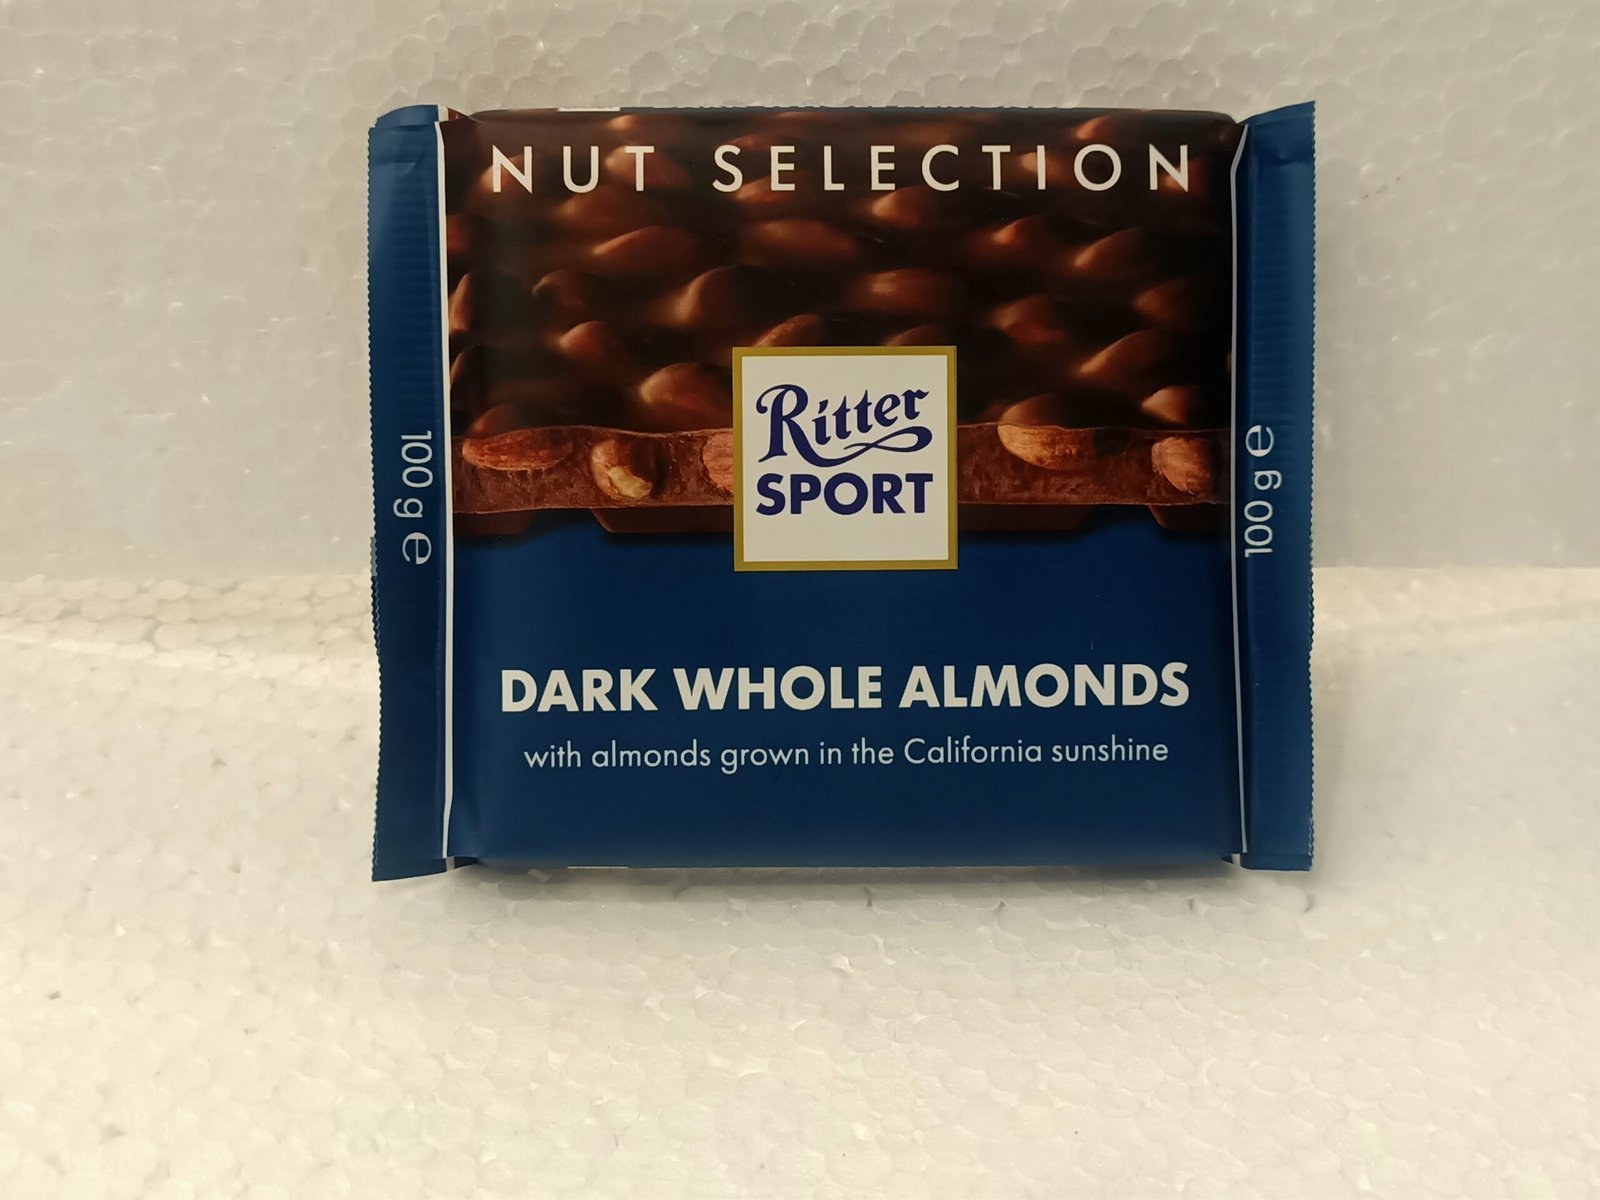 NUT SELECTION
Ritter
SPORT
100 g ℮
100 g ℮
DARK WHOLE ALMONDS
with almonds grown in the California sunshine